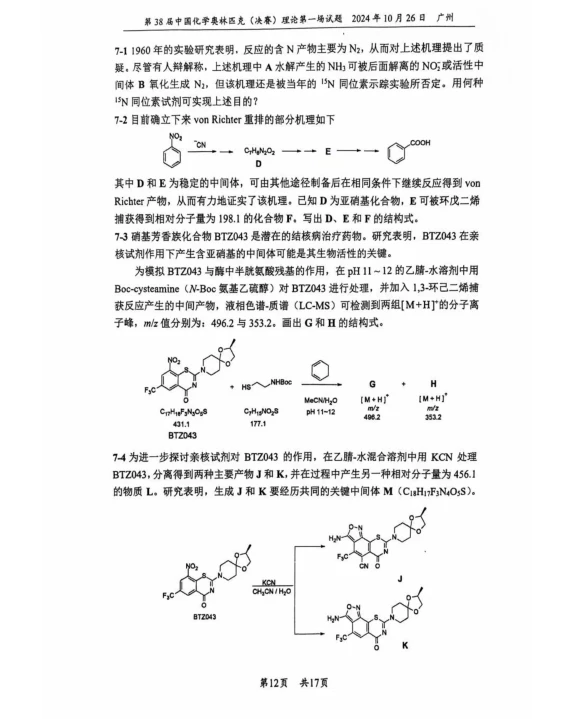 第 38 届中国化学奥林匹克（决赛）理论第一场试题 2024 年 10 月 26 日 广州
7-1 1960 年的实验研究表明，反应的含 N 产物主要为 N₂，从而对上述机理提出了质
疑。尽管有人辩解称，上述机理中 A 水解产生的 NH₃ 可被后面解离的 NO₂⁻或活性中
间体 B 氧化生成 N₂，但该机理还是被当年的 ¹⁵N 同位素示踪实验所否定。用何种
¹⁵N 同位素试剂可实现上述目的？
7-2 目前确立下来 von Richter 重排的部分机理如下
NO₂ ⁻CN C₇H₆N₂O₂ E COOH
D
其中 D 和 E 为稳定的中间体，可由其他途径制备后在相同条件下继续反应得到 von
Richter 产物，从而有力地证实了该机理。已知 D 为亚硝基化合物，E 可被环戊二烯
捕获得到相对分子量为 198.1 的化合物 F。写出 D、E 和 F 的结构式。
7-3 硝基芳香族化合物 BTZ043 是潜在的结核病治疗药物。研究表明，BTZ043 在亲
核试剂作用下产生含亚硝基的中间体可能是其生物活性的关键。
为模拟 BTZ043 与酶中半胱氨酸残基的作用，在 pH 11～12 的乙腈-水溶剂中用
Boc-cysteamine（N-Boc 氨基乙硫醇）对 BTZ043 进行处理，并加入 1,3-环己二烯捕
获反应产生的中间产物，液相色谱-质谱（LC-MS）可检测到两组[M+H]⁺的分子离
子峰，m/z 值分别为：496.2 与 353.2。画出 G 和 H 的结构式。
NO₂ S N O O F₃C N O + HS NHBoc MeCN/H₂O pH 11~12 G + H
[M+H]⁺ [M+H]⁺
C₁₇H₁₆F₃N₃O₅S C₇H₁₅NO₂S m/z m/z
431.1 177.1 496.2 353.2
BTZ043
7-4 为进一步探讨亲核试剂对 BTZ043 的作用，在乙腈-水混合溶剂中用 KCN 处理
BTZ043，分离得到两种主要产物 J 和 K，并在过程中产生另一种相对分子量为 456.1
的物质 L。研究表明，生成 J 和 K 要经历共同的关键中间体 M（C₁₈H₁₇F₃N₄O₅S）。
O N H₂N S N O O F₃C CN O N
J
NO₂ S N O O F₃C N O
KCN
CH₃CN / H₂O
BTZ043
O N H₂N S N O O F₃C O N
K
第12页 共17页